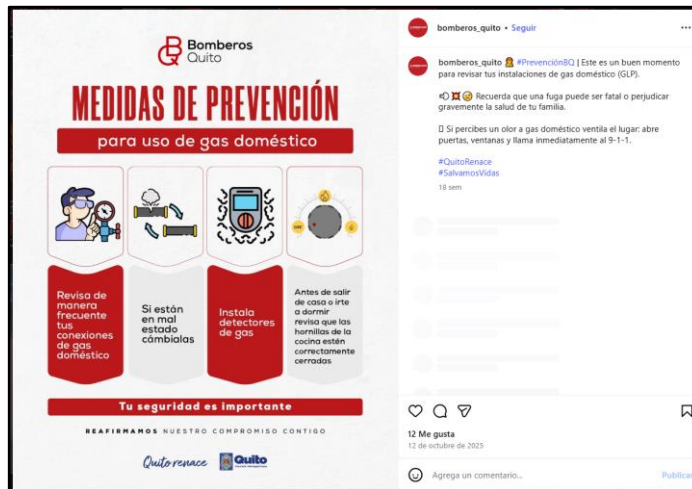 Bomberos
Quito
MEDIDAS DE PREVENCIÓN
para uso de gas doméstico
Revisa de
manera
frecuente
tus
conexiones
de gas
doméstico
Si están
en mal
estado
cámbialas
Instala
detectores
de gas
Antes de salir
de casa o irte
a dormir
revisa que las
hornillas de la
cocina estén
correctamente
cerradas
Tu seguridad es importante
REAFIRMAMOS NUESTRO COMPROMISO CONTIGO
Quito renace
Quito
bomberos_quito • Seguir
bomberos_quito #PrevenciónBQ | Este es un buen momento
para revisar tus instalaciones de gas doméstico (GLP).
Recuerda que una fuga puede ser fatal o perjudicar
gravemente la salud de tu familia.
Si percibes un olor a gas doméstico ventila el lugar: abre
puertas, ventanas y llama inmediatamente al 9-1-1.
#QuitoRenace
#SalvamosVidas
18 sem
12 Me gusta
12 de octubre de 2025
Agrega un comentario...
Publicar